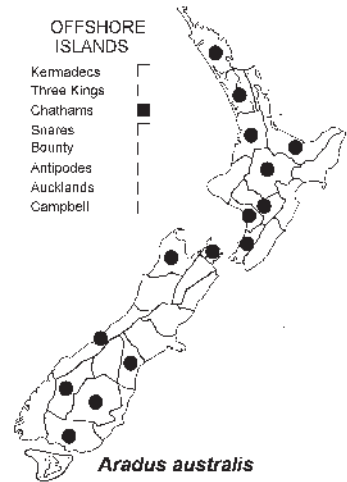 OFFSHORE
ISLANDS
Kermadecs
Three Kings
Chathams
Snares
Bounty
Antipodes
Aucklands
Campbell
Aradus australis